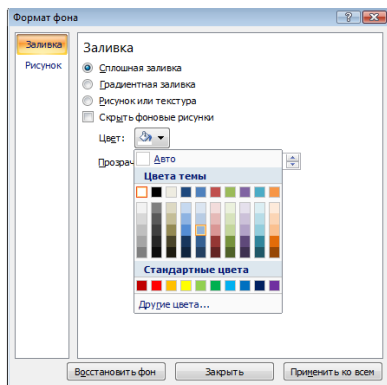 Формат фона
Заливка
Рисунок
Заливка
Сплошная заливка
Градиентная заливка
Рисунок или текстура
Скрыть фоновые рисунки
Цвет:
Прозрач
Авто
Цвета темы
Стандартные цвета
Другие цвета...
Восстановить фон
Закрыть
Применить ко всем